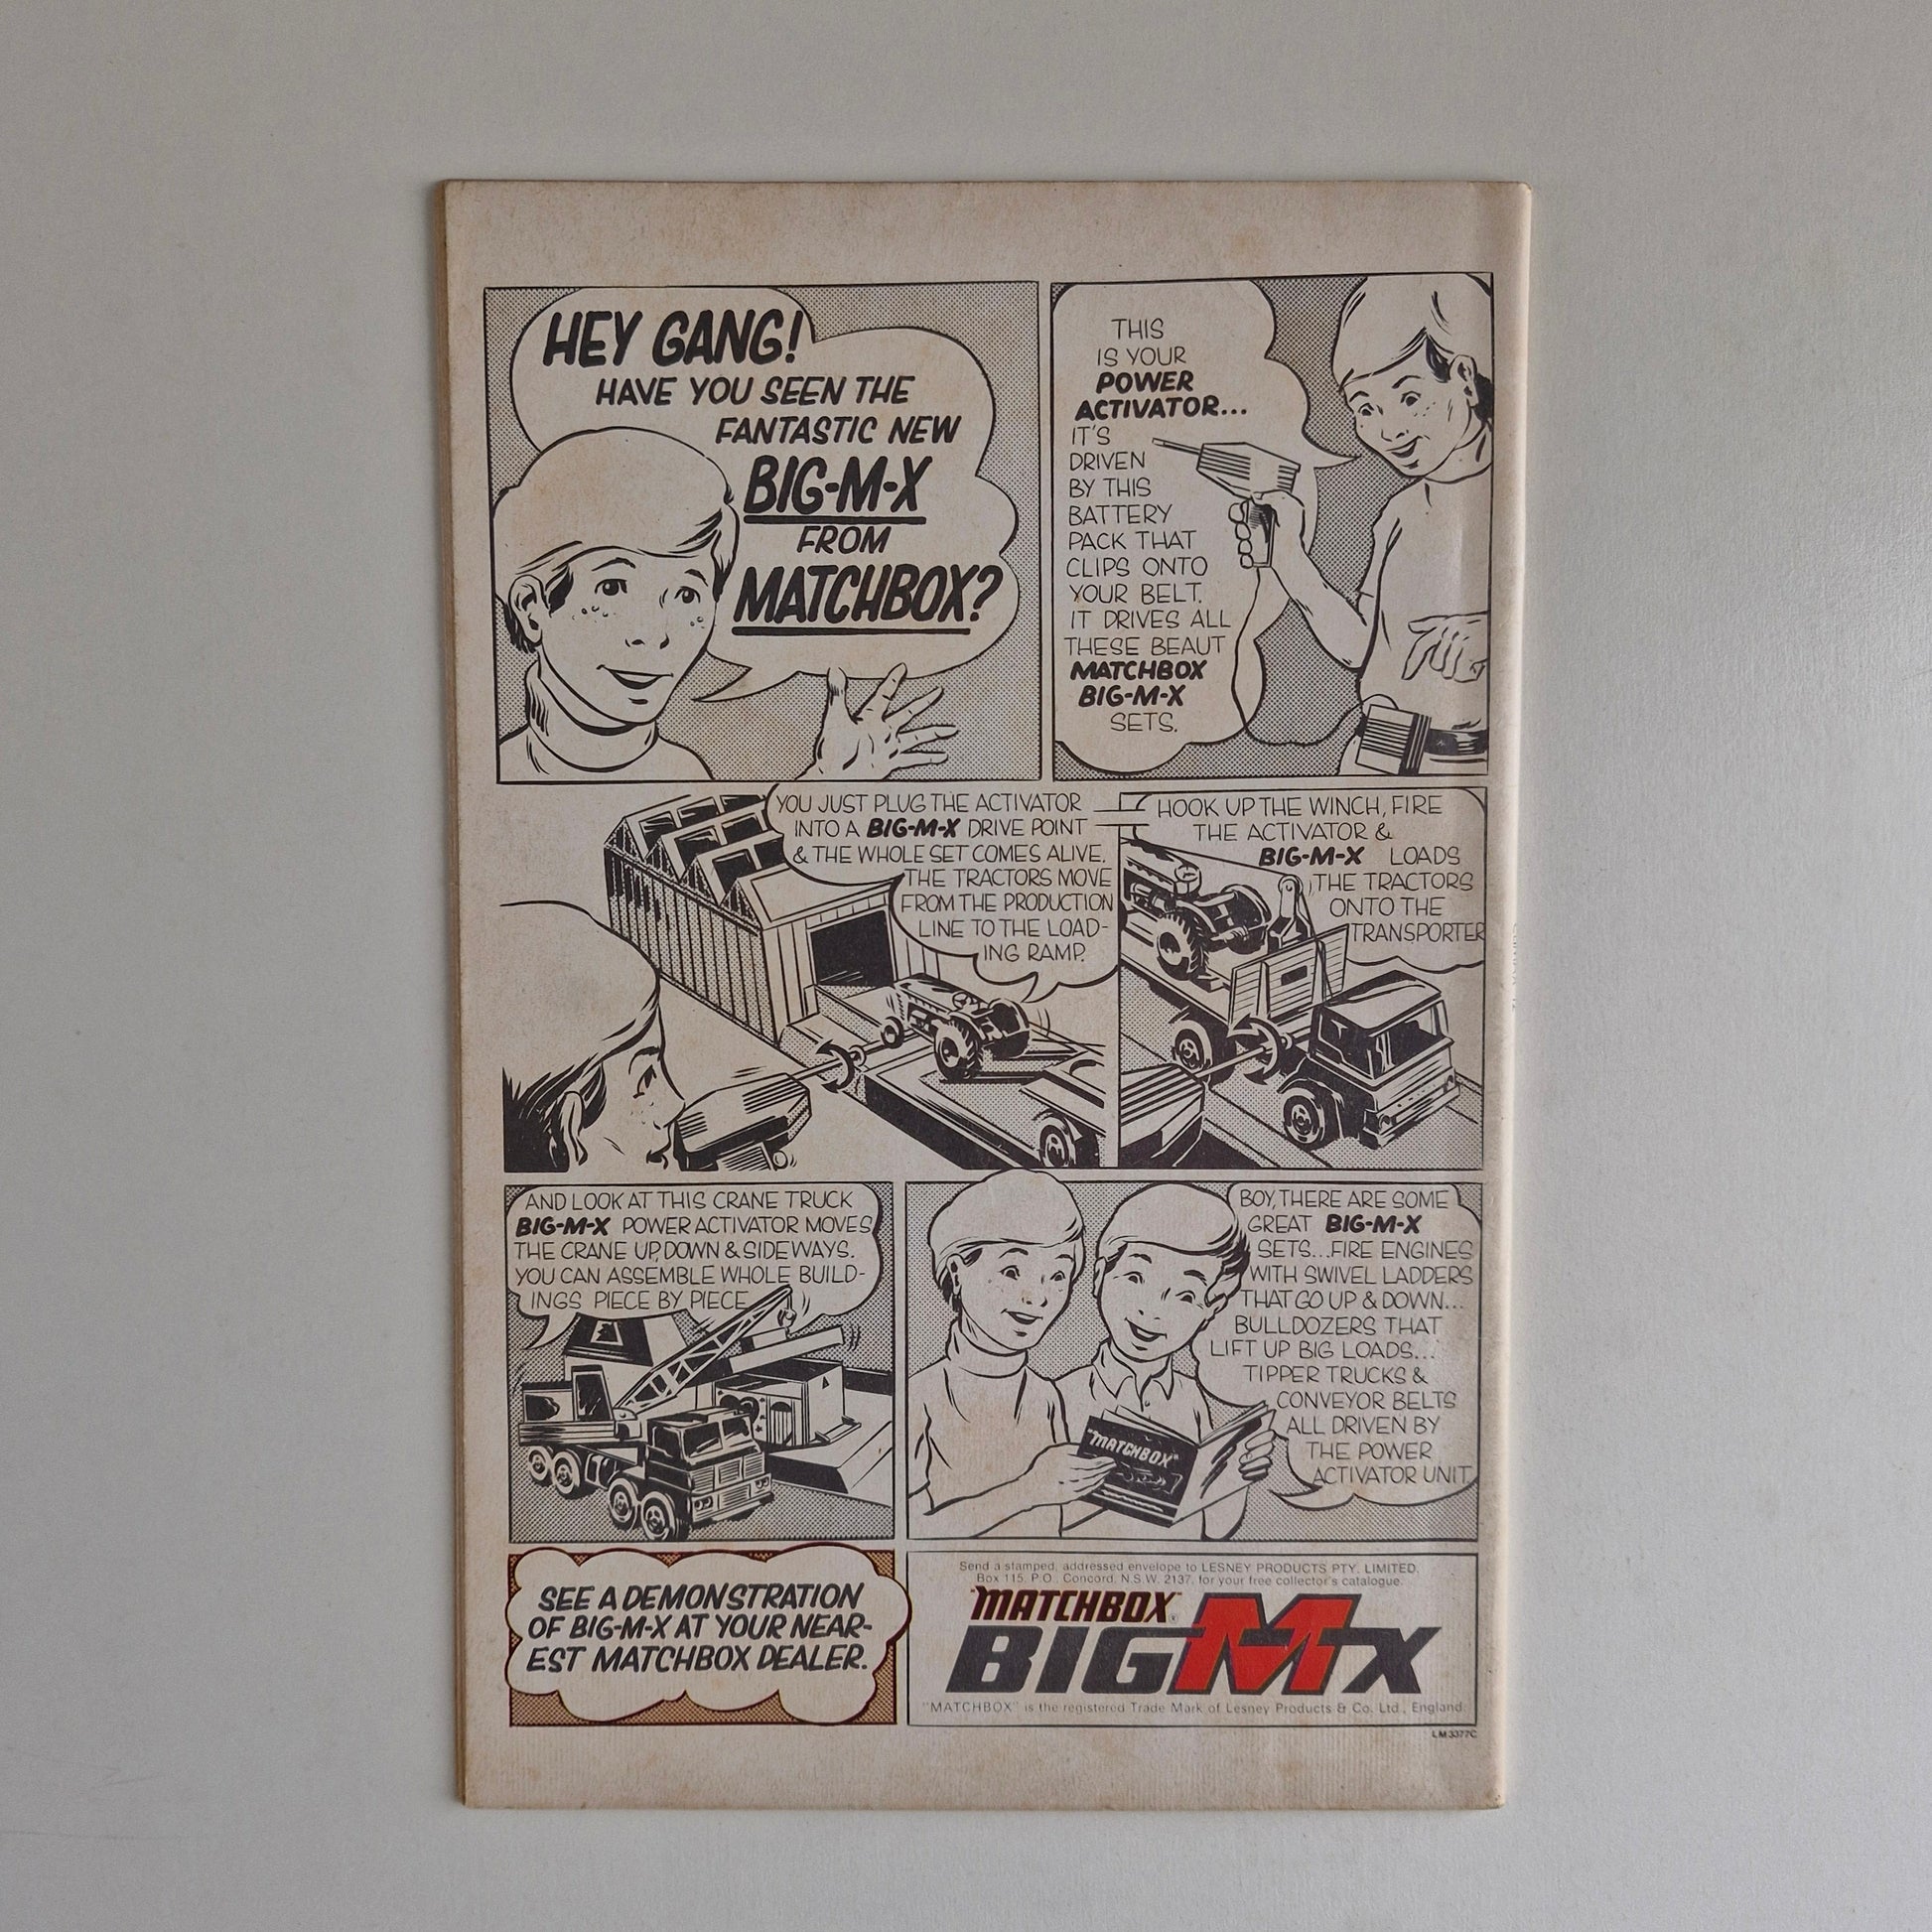 HEY GANG!
HAVE YOU SEEN THE
FANTASTIC NEW
BIG-M-X
FROM
MATCHBOX?
THIS
IS YOUR
POWER
ACTIVATOR...
IT'S
DRIVEN
BY THIS
BATTERY
PACK THAT
CLIPS ONTO
YOUR BELT.
IT DRIVES ALL
THESE BEAUT
MATCHBOX
BIG-M-X
SETS.
YOU JUST PLUG THE ACTIVATOR
INTO A BIG-M-X DRIVE POINT
& THE WHOLE SET COMES ALIVE.
THE TRACTORS MOVE
FROM THE PRODUCTION
LINE TO THE LOAD-
ING RAMP.
HOOK UP THE WINCH, FIRE
THE ACTIVATOR &
BIG-M-X LOADS
THE TRACTORS
ONTO THE
TRANSPORTER
AND LOOK AT THIS CRANE TRUCK
BIG-M-X POWER ACTIVATOR MOVES
THE CRANE UP, DOWN & SIDEWAYS.
YOU CAN ASSEMBLE WHOLE BUILD-
INGS PIECE BY PIECE
BOY, THERE ARE SOME
GREAT BIG-M-X
SETS...FIRE ENGINES
WITH SWIVEL LADDERS
THAT GO UP & DOWN...
BULLDOZERS THAT
LIFT UP BIG LOADS...
TIPPER TRUCKS &
CONVEYOR BELTS
ALL DRIVEN BY
THE POWER
ACTIVATOR UNIT.
"MATCHBOX"
SEE A DEMONSTRATION
OF BIG-M-X AT YOUR NEAR-
EST MATCHBOX DEALER.
Send a stamped, addressed envelope to LESNEY PRODUCTS PTY. LIMITED,
Box 115, P.O., Concord, N.S.W. 2137, for your free collector's catalogue.
"MATCHBOX"
BIG M X
"MATCHBOX" is the registered Trade Mark of Lesney Products & Co. Ltd., England
LM3377C